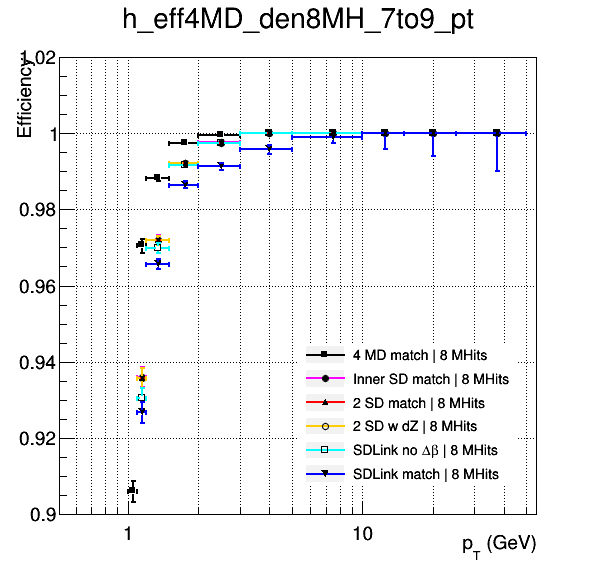 h_eff4MD_den8MH_7to9_pt
Efficiency
1.02
1
0.98
0.96
0.94
0.92
0.9
4 MD match | 8 MHits
Inner SD match | 8 MHits
2 SD match | 8 MHits
2 SD w dZ | 8 MHits
SDLink no Δβ | 8 MHits
SDLink match | 8 MHits
1
10
p_T (GeV)